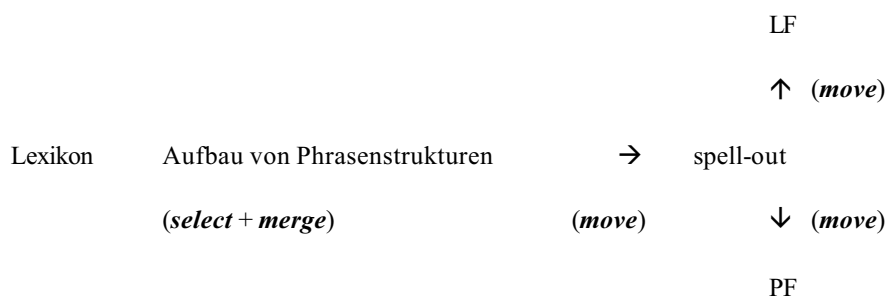 LF
↑ (move)
Lexikon Aufbau von Phrasenstrukturen → spell-out
(select + merge) (move) ↓ (move)
PF